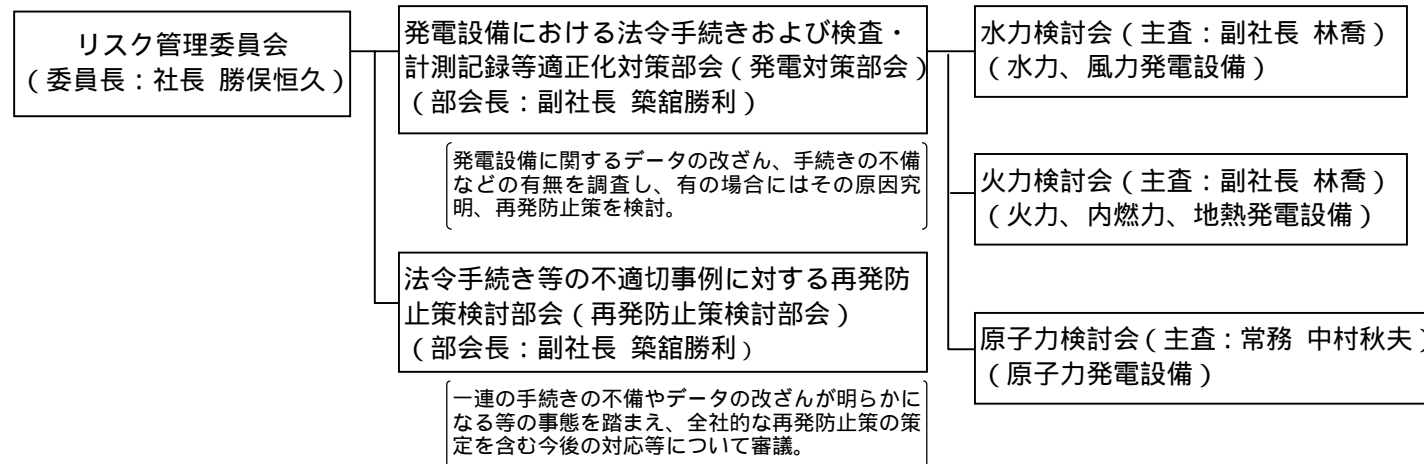 リスク管理委員会
（委員長：社長 勝俣恒久）
発電設備における法令手続きおよび検査・
計測記録等適正化対策部会（発電対策部会）
（部会長：副社長 築舘勝利）
発電設備に関するデータの改ざん、手続きの不備
などの有無を調査し、有の場合にはその原因究
明、再発防止策を検討。
法令手続き等の不適切事例に対する再発防
止策検討部会（再発防止策検討部会）
（部会長：副社長 築舘勝利）
一連の手続きの不備やデータの改ざんが明らかに
なる等の事態を踏まえ、全社的な再発防止策の策
定を含む今後の対応等について審議。
水力検討会（主査：副社長 林喬）
（水力、風力発電設備）
火力検討会（主査：副社長 林喬）
（火力、内燃力、地熱発電設備）
原子力検討会（主査：常務 中村秋夫）
（原子力発電設備）